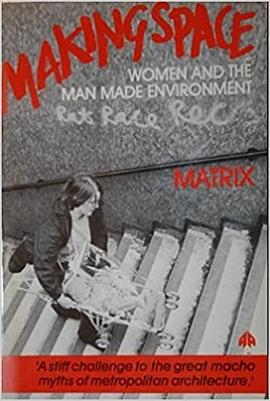 MAKING SPACE
WOMEN AND THE
MAN MADE ENVIRONMENT
Rats Race
MATRIX
'A stiff challenge to the great macho
myths of metropolitan architecture.'